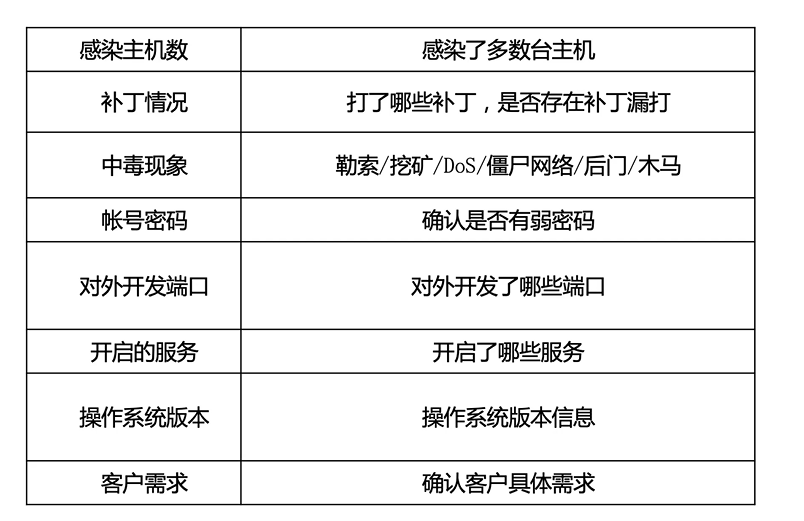 感染主机数 感染了多数台主机
补丁情况 打了哪些补丁，是否存在补丁漏打
中毒现象 勒索/挖矿/DoS/僵尸网络/后门/木马
帐号密码 确认是否有弱密码
对外开发端口 对外开发了哪些端口
开启的服务 开启了哪些服务
操作系统版本 操作系统版本信息
客户需求 确认客户具体需求